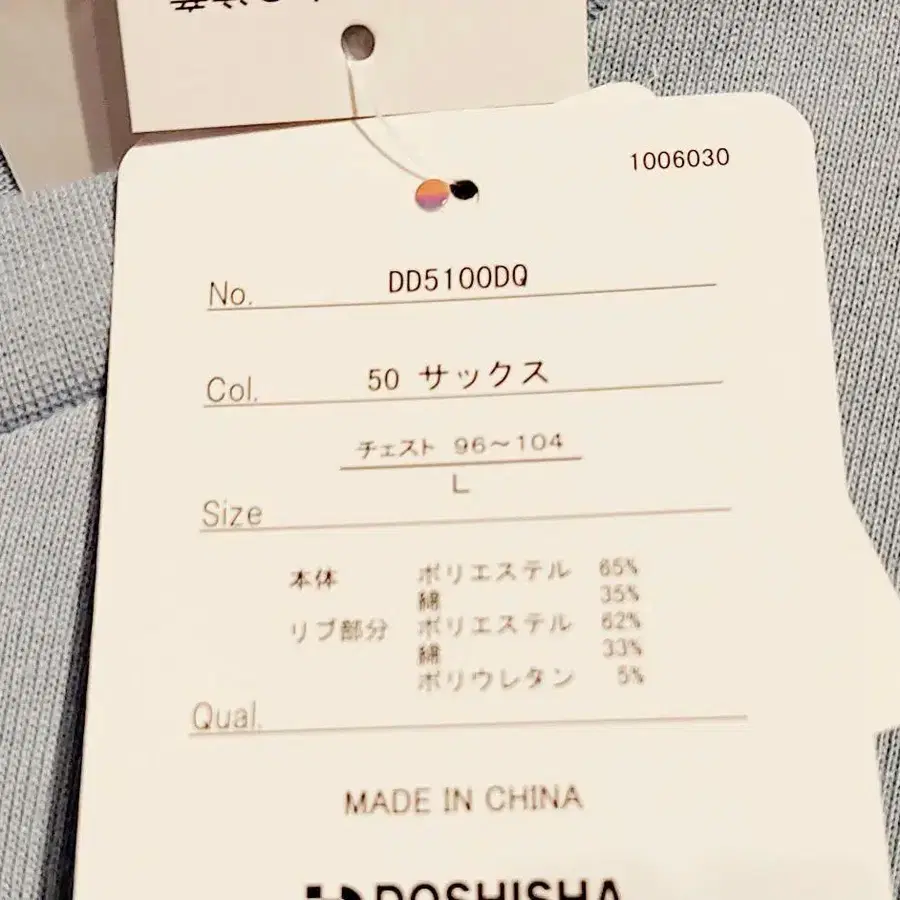 1006030
No. DD5100DQ
Col. 50 サックス
チェスト 96～104
L
Size
本体 ポリエステル 65%
綿 35%
リブ部分 ポリエステル 62%
綿 33%
ポリウレタン 5%
Qual.
MADE IN CHINA
DOSHISHA